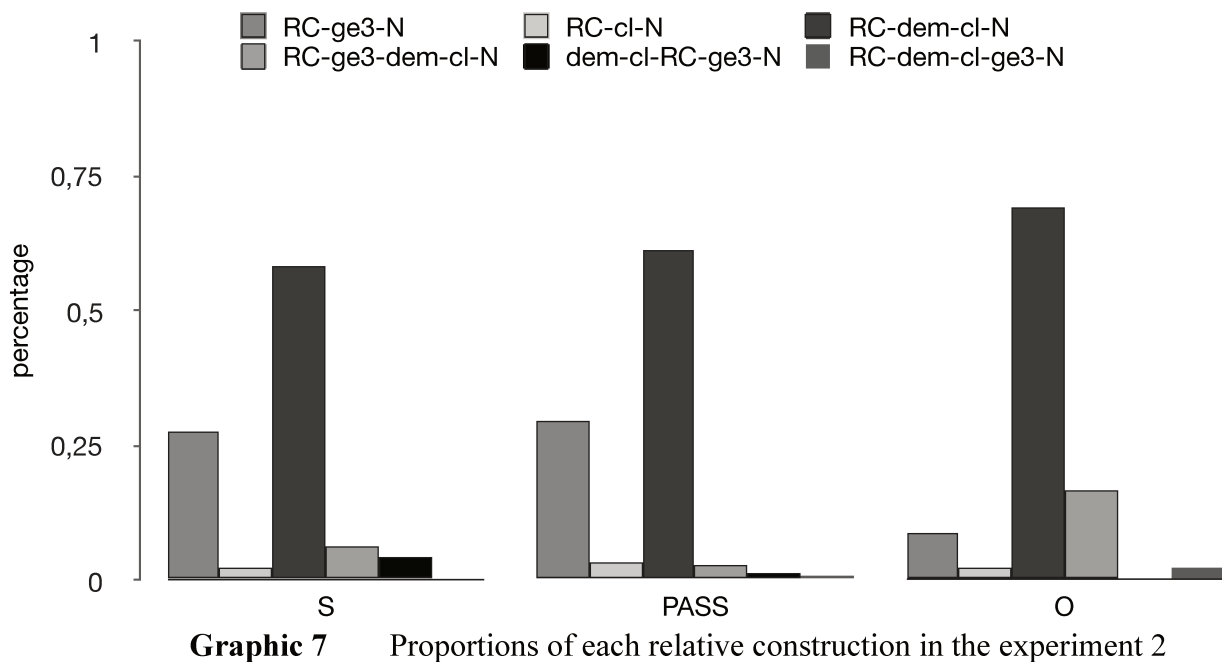 RC-ge3-N RC-cl-N RC-dem-cl-N
RC-ge3-dem-cl-N dem-cl-RC-ge3-N RC-dem-cl-ge3-N
1
0,75
0,5
0,25
0
percentage
S PASS O
Graphic 7 Proportions of each relative construction in the experiment 2